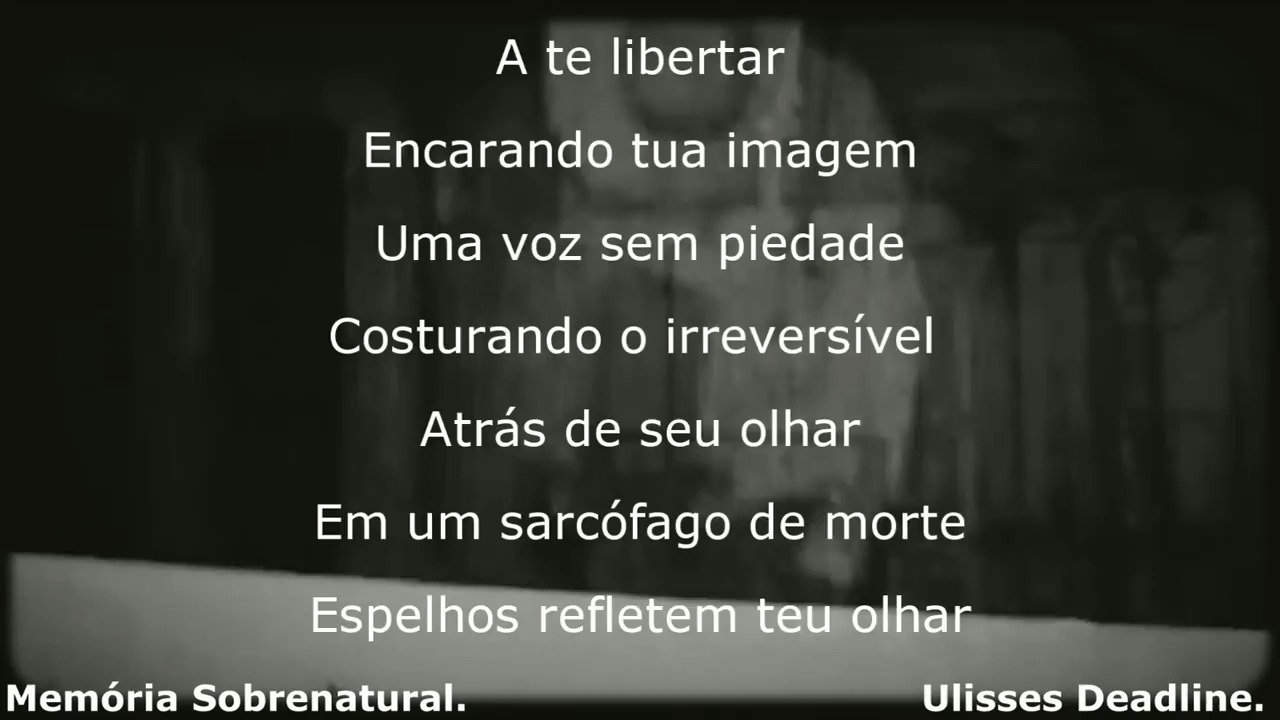 A te libertar
Encarando tua imagem
Uma voz sem piedade
Costurando o irreversível
Atrás de seu olhar
Em um sarcófago de morte
Espelhos refletem teu olhar
Memória Sobrenatural.
Ulisses Deadline.